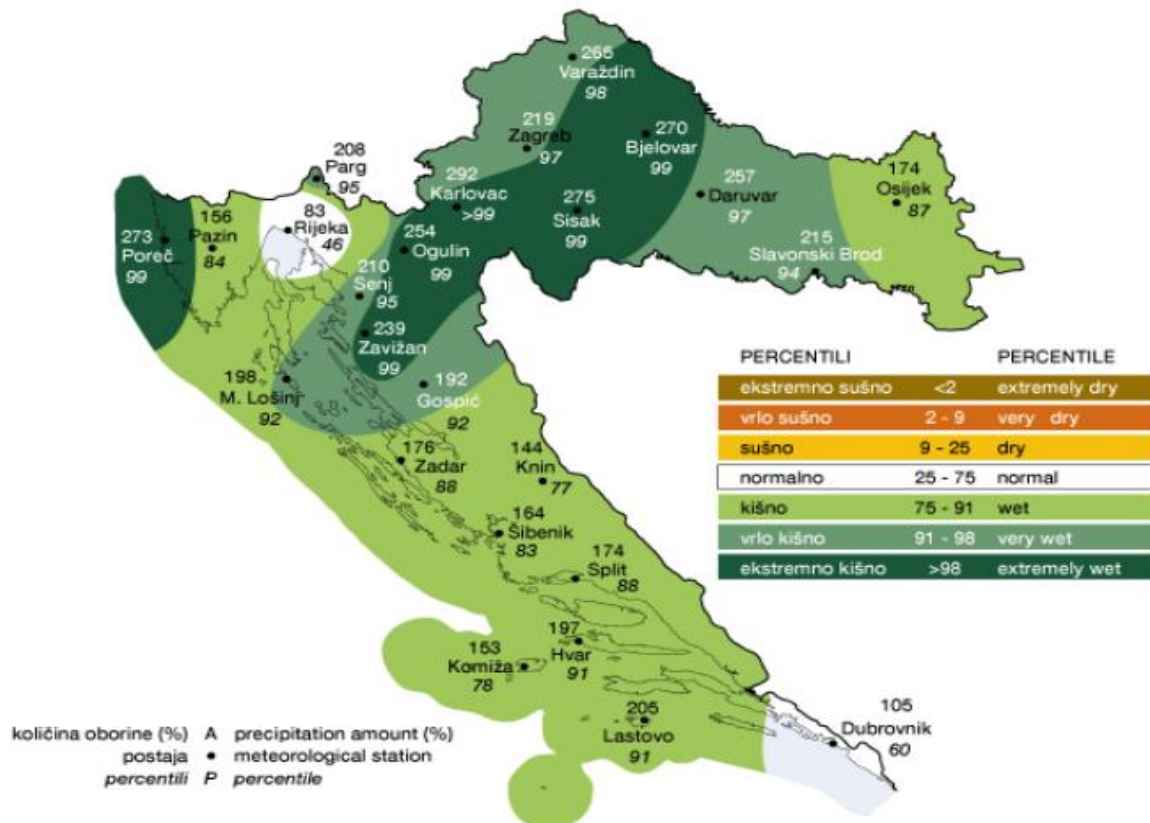 265
Varaždin
98
219
Zagreb
97
270
Bjelovar
99
208
Parg
95
292
Karlovac
>99
275
Sisak
99
257
Daruvar
97
174
Osijek
87
215
Slavonski Brod
94
273
Poreč
99
156
Pazin
84
83
Rijeka
46
254
Ogulin
99
210
Senj
95
239
Zavižan
99
198
M. Lošinj
92
192
Gospić
92
176
Zadar
88
144
Knin
77
164
Šibenik
83
174
Split
88
197
Hvar
91
153
Komiža
78
205
Lastovo
91
105
Dubrovnik
60
PERCENTILI PERCENTILE
ekstremno sušno <2 extremely dry
vrlo sušno 2 - 9 very dry
sušno 9 - 25 dry
normalno 25 - 75 normal
kišno 75 - 91 wet
vrlo kišno 91 - 98 very wet
ekstremno kišno >98 extremely wet
količina oborine (%) A precipitation amount (%)
postaja • meteorological station
percentili P percentile